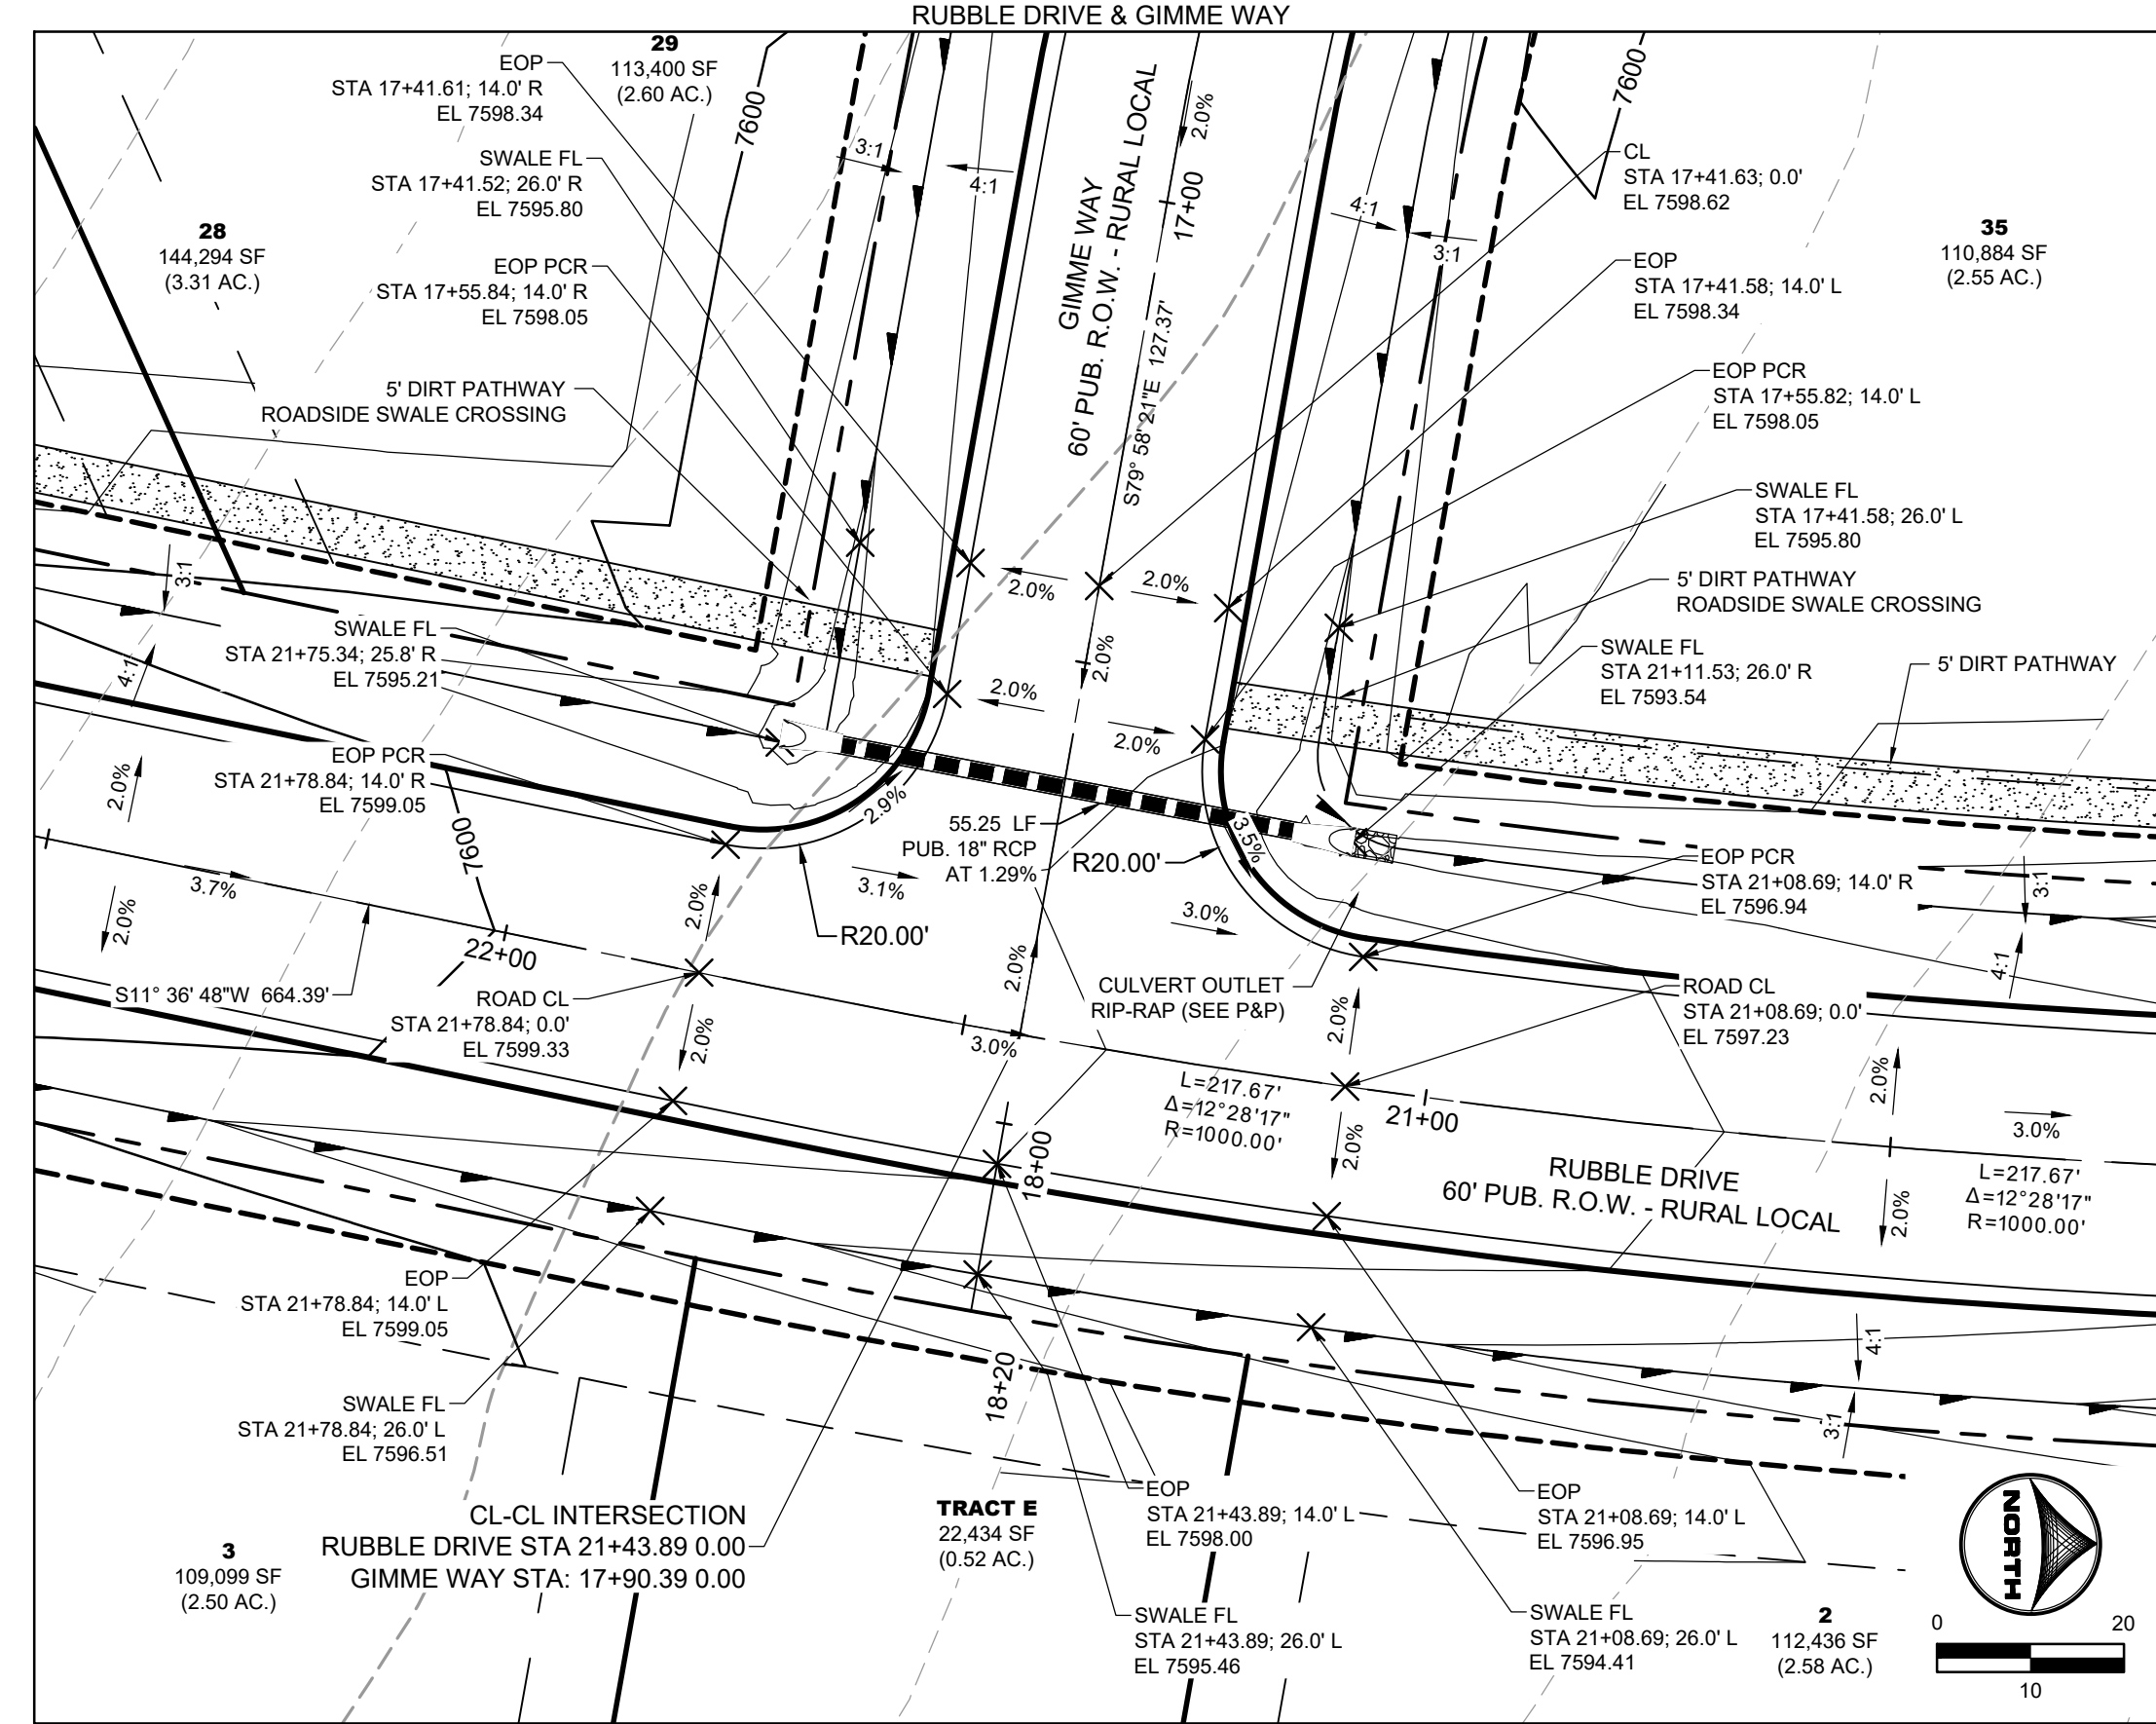 RUBBLE DRIVE & GIMME WAY
29
113,400 SF
(2.60 AC.)
EOP
STA 17+41.61; 14.0' R
EL 7598.34
SWALE FL
STA 17+41.52; 26.0' R
EL 7595.80
EOP PCR
STA 17+55.84; 14.0' R
EL 7598.05
5' DIRT PATHWAY
ROADSIDE SWALE CROSSING
28
144,294 SF
(3.31 AC.)
7600
3:1
4:1
GIMME WAY
60' PUB. R.O.W. - RURAL LOCAL
S79° 58' 21"E 127.37'
17+00
2.0%
7600
4:1
3:1
CL
STA 17+41.63; 0.0'
EL 7598.62
EOP
STA 17+41.58; 14.0' L
EL 7598.34
35
110,884 SF
(2.55 AC.)
EOP PCR
STA 17+55.82; 14.0' L
EL 7598.05
SWALE FL
STA 17+41.58; 26.0' L
EL 7595.80
5' DIRT PATHWAY
ROADSIDE SWALE CROSSING
SWALE FL
STA 21+11.53; 26.0' R
EL 7593.54
5' DIRT PATHWAY
2.0%
2.0%
2.0%
2.0%
2.0%
3:1
4:1
SWALE FL
STA 21+75.34; 25.8' R
EL 7595.21
EOP PCR
STA 21+78.84; 14.0' R
EL 7599.05
2.0%
2.0%
3.7%
7600
22+00
2.0%
2.9%
R20.00'
3.1%
55.25 LF
PUB. 18" RCP
AT 1.29%
R20.00'
3.5%
3.0%
EOP PCR
STA 21+08.69; 14.0' R
EL 7596.94
3:1
4:1
S11° 36' 48"W 664.39'
ROAD CL
STA 21+78.84; 0.0'
EL 7599.33
2.0%
2.0%
3.0%
CULVERT OUTLET
RIP-RAP (SEE P&P)
2.0%
ROAD CL
STA 21+08.69; 0.0'
EL 7597.23
L=217.67'
Δ=12°28'17"
R=1000.00'
21+00
2.0%
18+00
RUBBLE DRIVE
60' PUB. R.O.W. - RURAL LOCAL
2.0%
2.0%
3.0%
L=217.67'
Δ=12°28'17"
R=1000.00'
EOP
STA 21+78.84; 14.0' L
EL 7599.05
SWALE FL
STA 21+78.84; 26.0' L
EL 7596.51
18+20
4:1
3:1
CL-CL INTERSECTION
RUBBLE DRIVE STA 21+43.89 0.00
GIMME WAY STA: 17+90.39 0.00
3
109,099 SF
(2.50 AC.)
TRACT E
22,434 SF
(0.52 AC.)
EOP
STA 21+43.89; 14.0' L
EL 7598.00
SWALE FL
STA 21+43.89; 26.0' L
EL 7595.46
EOP
STA 21+08.69; 14.0' L
EL 7596.95
SWALE FL
STA 21+08.69; 26.0' L
EL 7594.41
2
112,436 SF
(2.58 AC.)
NORTH
0
20
10